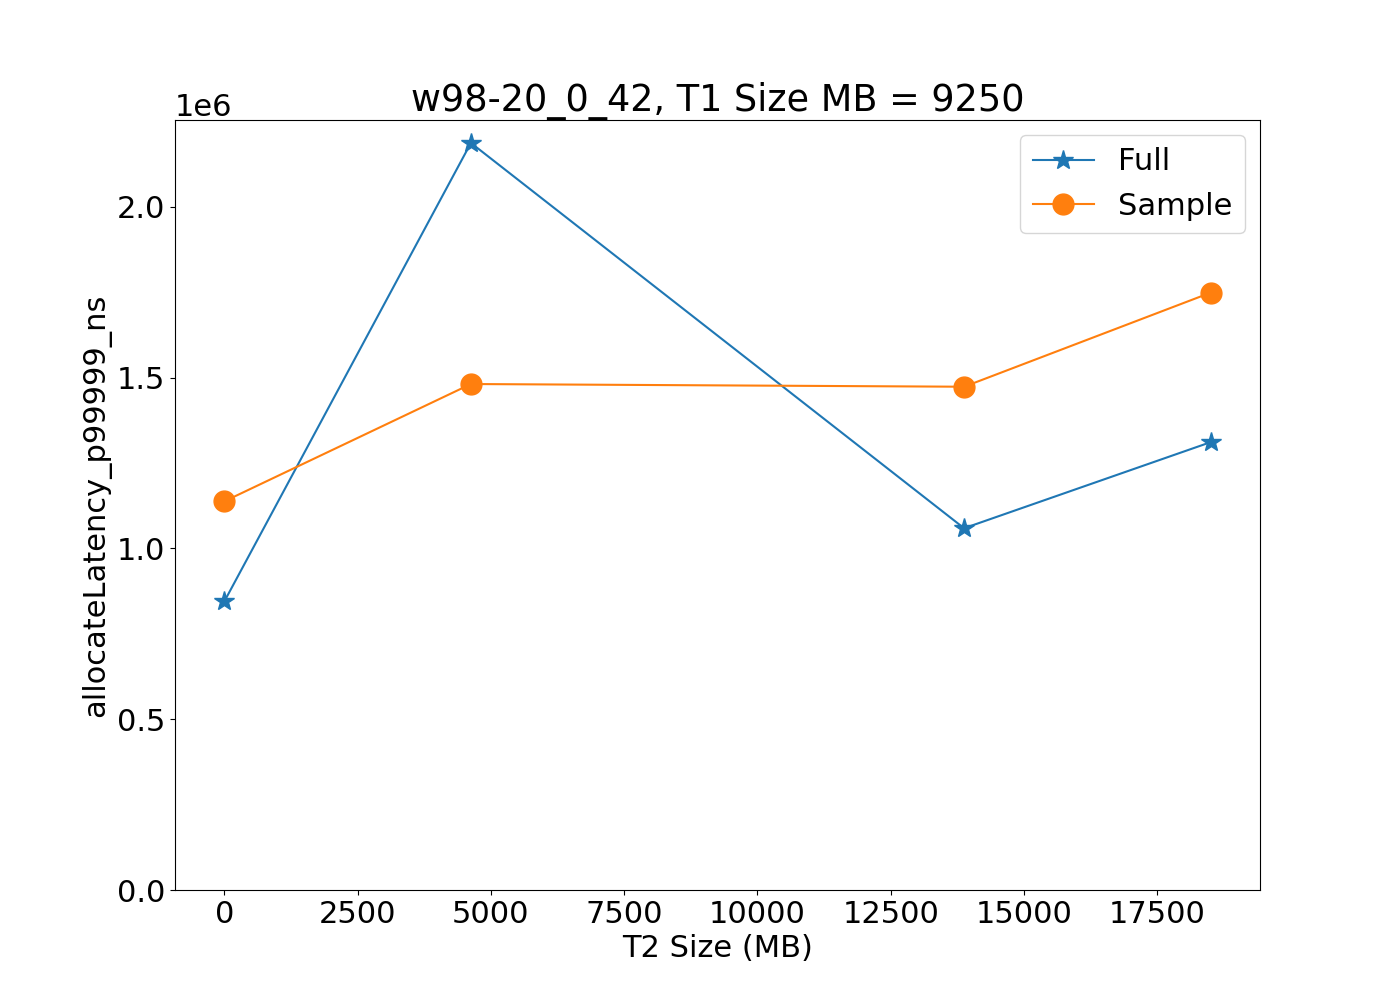 w98-20_0_42, T1 Size MB = 9250
1e6
Full
Sample
2.0
1.5
1.0
0.5
0.0
allocateLatency_p99999_ns
0 2500 5000 7500 10000 12500 15000 17500
T2 Size (MB)